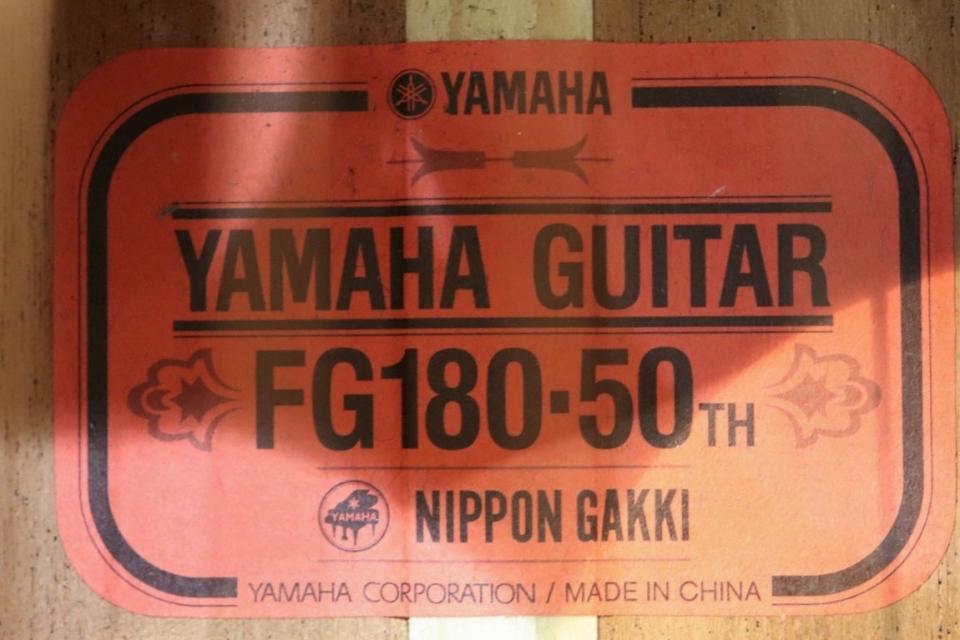 YAMAHA
YAMAHA GUITAR
FG180-50TH
YAMAHA NIPPON GAKKI
YAMAHA CORPORATION / MADE IN CHINA